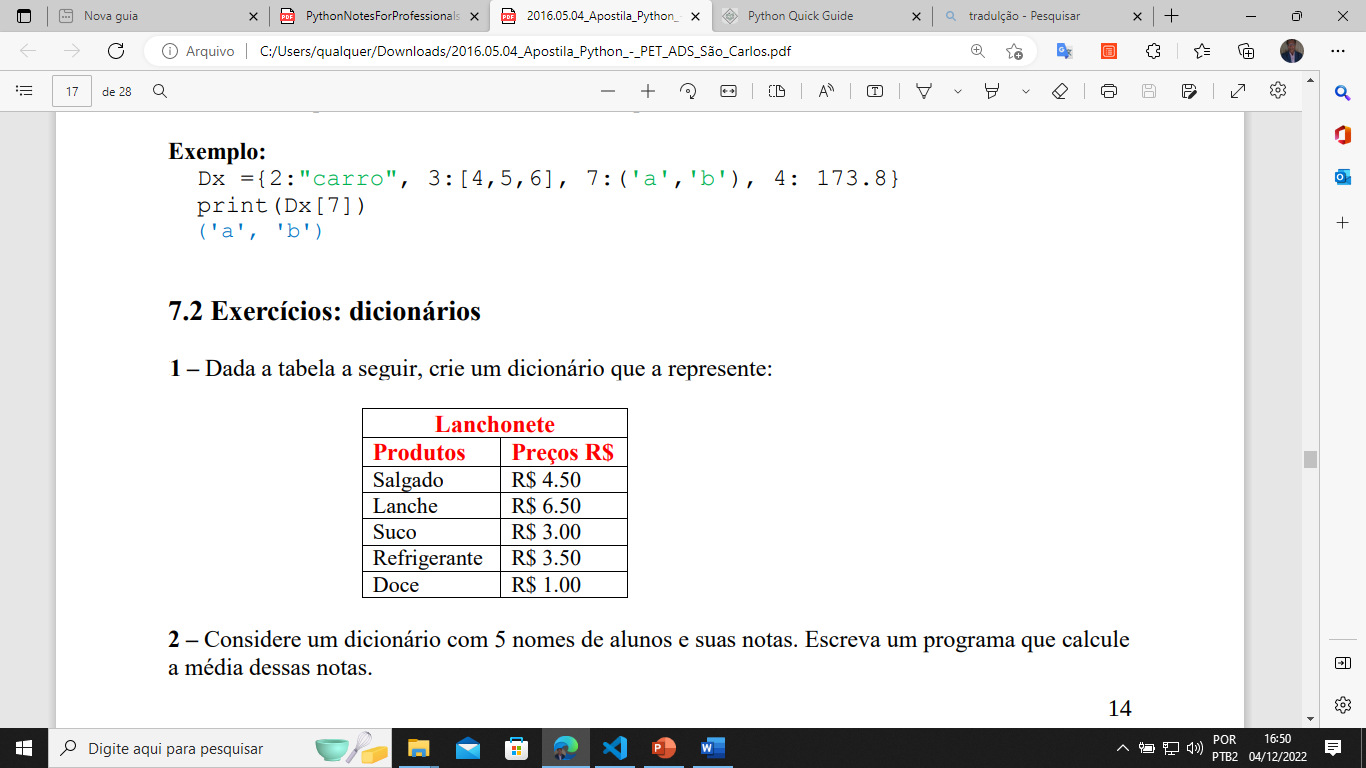 Nova guia
PythonNotesForProfessionals
2016.05.04_Apostila_Python_-
Python Quick Guide
tradulção - Pesquisar
Arquivo
C:/Users/qualquer/Downloads/2016.05.04_Apostila_Python_-_PET_ADS_São_Carlos.pdf
17 de 28
Exemplo:
Dx ={2:"carro", 3:[4,5,6], 7:('a','b'), 4: 173.8}
print(Dx[7])
('a', 'b')
7.2 Exercícios: dicionários
1 – Dada a tabela a seguir, crie um dicionário que a represente:
Lanchonete
Produtos Preços R$
Salgado R$ 4.50
Lanche R$ 6.50
Suco R$ 3.00
Refrigerante R$ 3.50
Doce R$ 1.00
2 – Considere um dicionário com 5 nomes de alunos e suas notas. Escreva um programa que calcule
a média dessas notas.
14
Digite aqui para pesquisar
POR
PTB2
16:50
04/12/2022